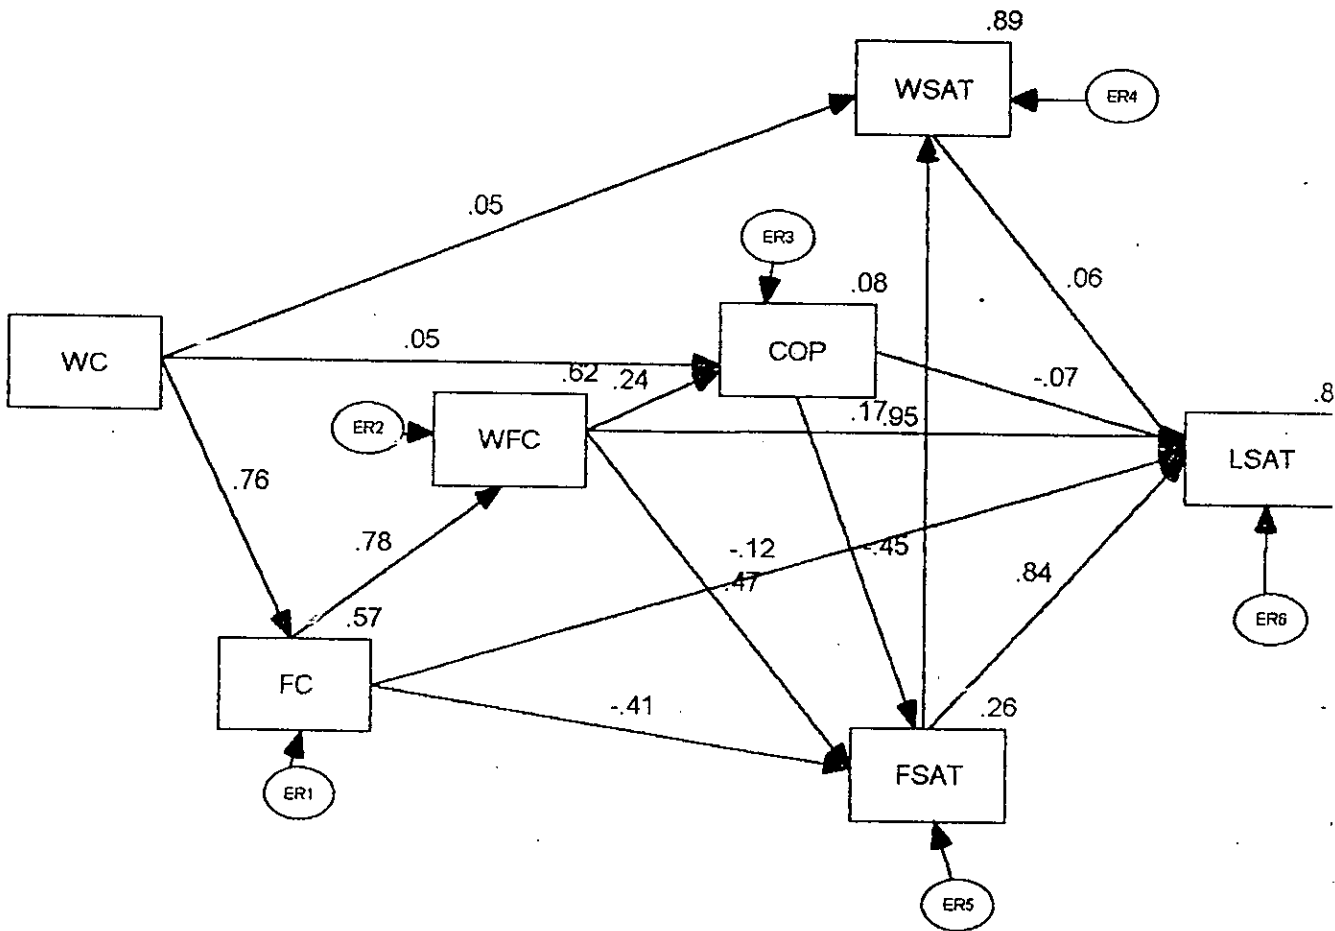 .89
WSAT
ER4
.05
ER3
.08
.06
WC
.05
COP
.62
.24
-.07
.8
ER2
WFC
.17
.95
LSAT
.76
.78
-.12
-.45
.47
.84
.57
ER6
FC
-.41
.26
FSAT
ER1
ER5